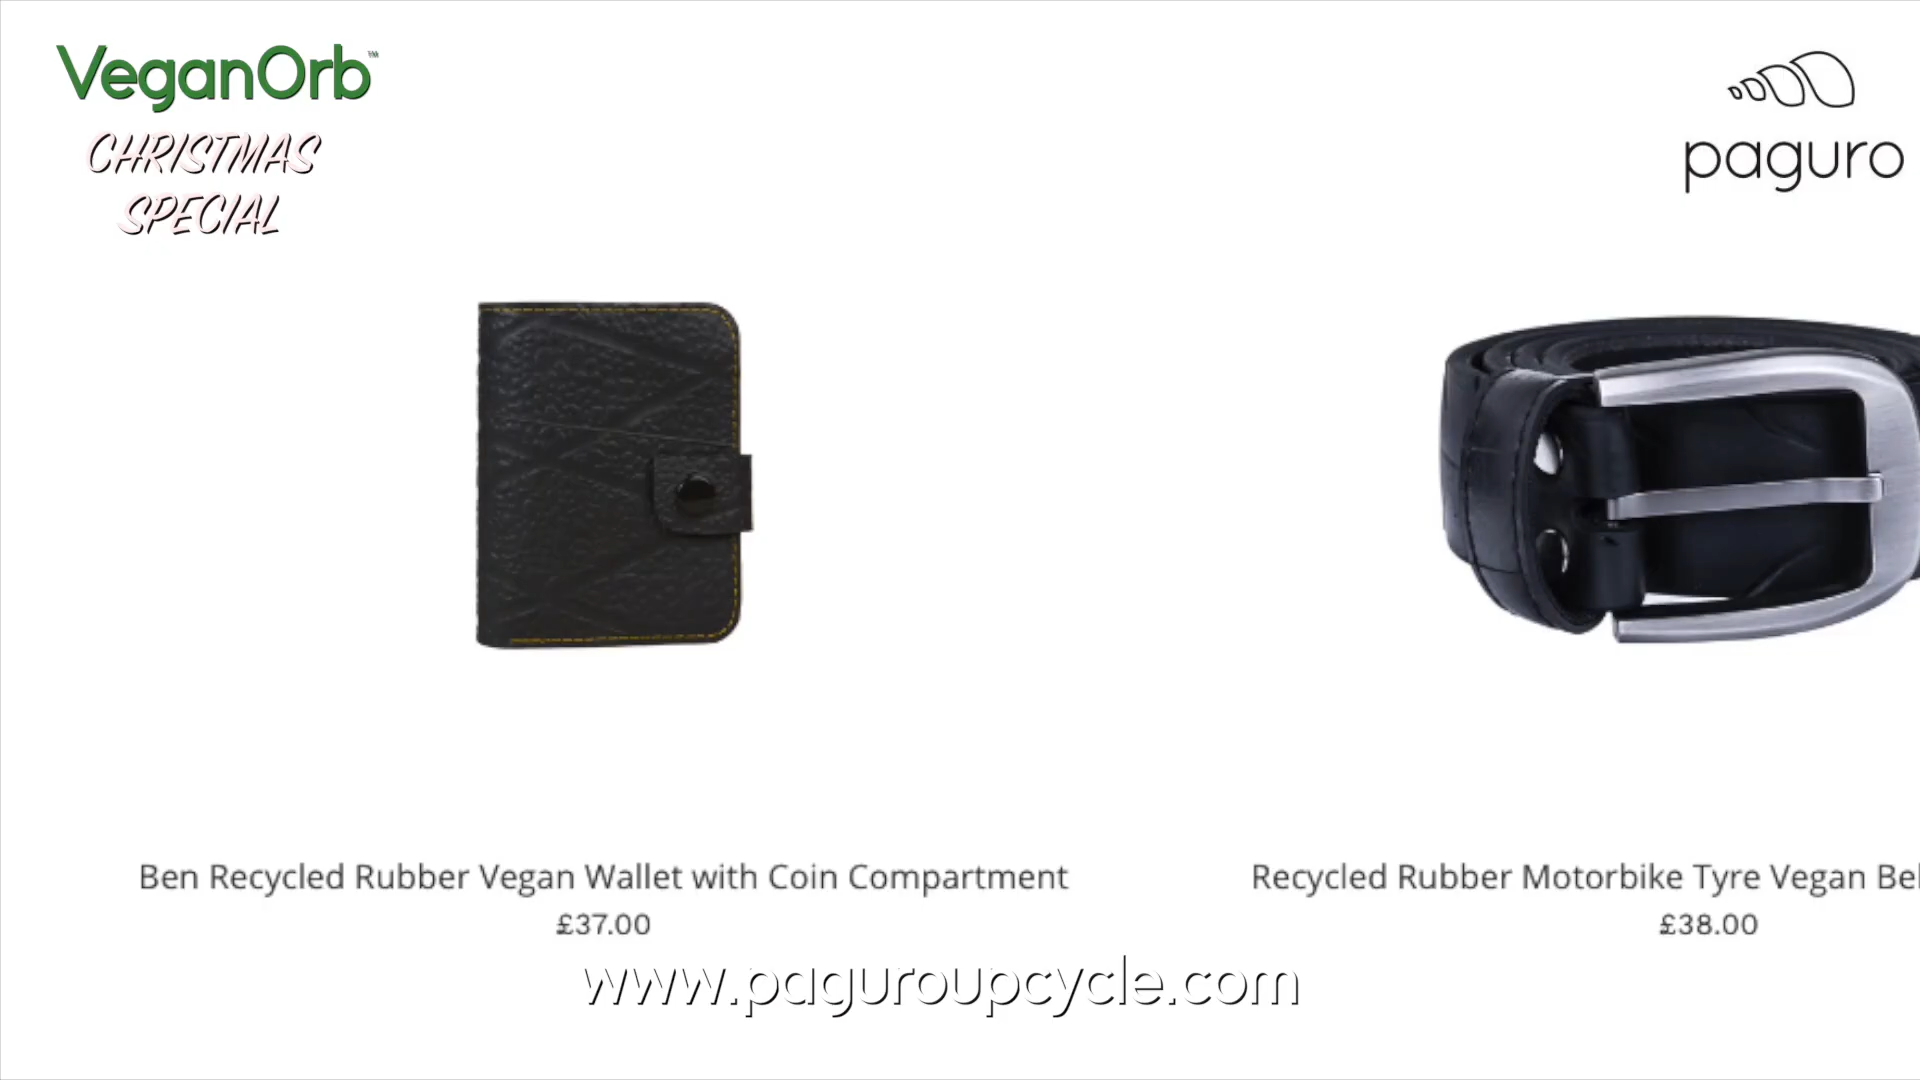 VeganOrb™
CHRISTMAS
SPECIAL
paguro
Ben Recycled Rubber Vegan Wallet with Coin Compartment
£37.00
Recycled Rubber Motorbike Tyre Vegan
£38.00
www.paguroupcycle.com